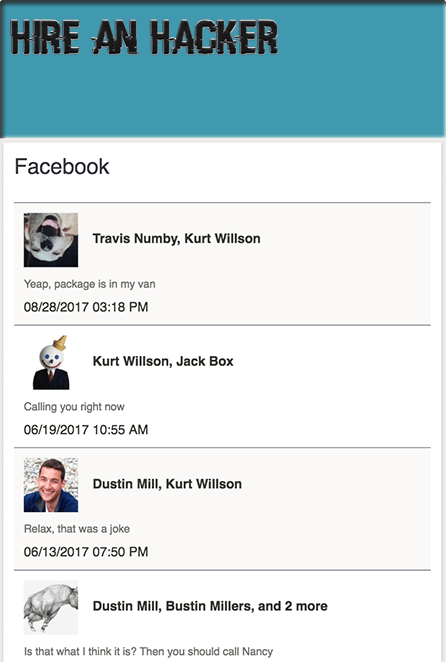 HIRE AN HACKER
Facebook
Travis Numby, Kurt Willson
Yeap, package is in my van
08/28/2017 03:18 PM
Kurt Willson, Jack Box
Calling you right now
06/19/2017 10:55 AM
Dustin Mill, Kurt Willson
Relax, that was a joke
06/13/2017 07:50 PM
Dustin Mill, Bustin Millers, and 2 more
Is that what I think it is? Then you should call Nancy